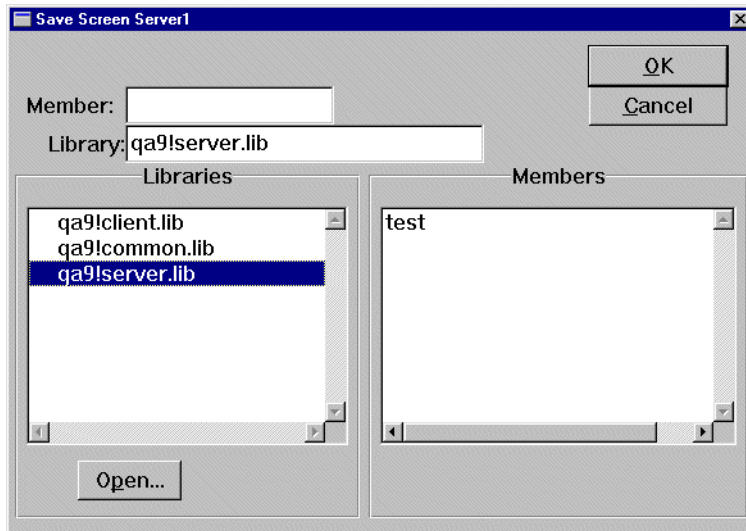 Save Screen Server1
OK
Member:
Cancel
Library: qa9!server.lib
Libraries
Members
qa9!client.lib
qa9!common.lib
qa9!server.lib
test
Open...